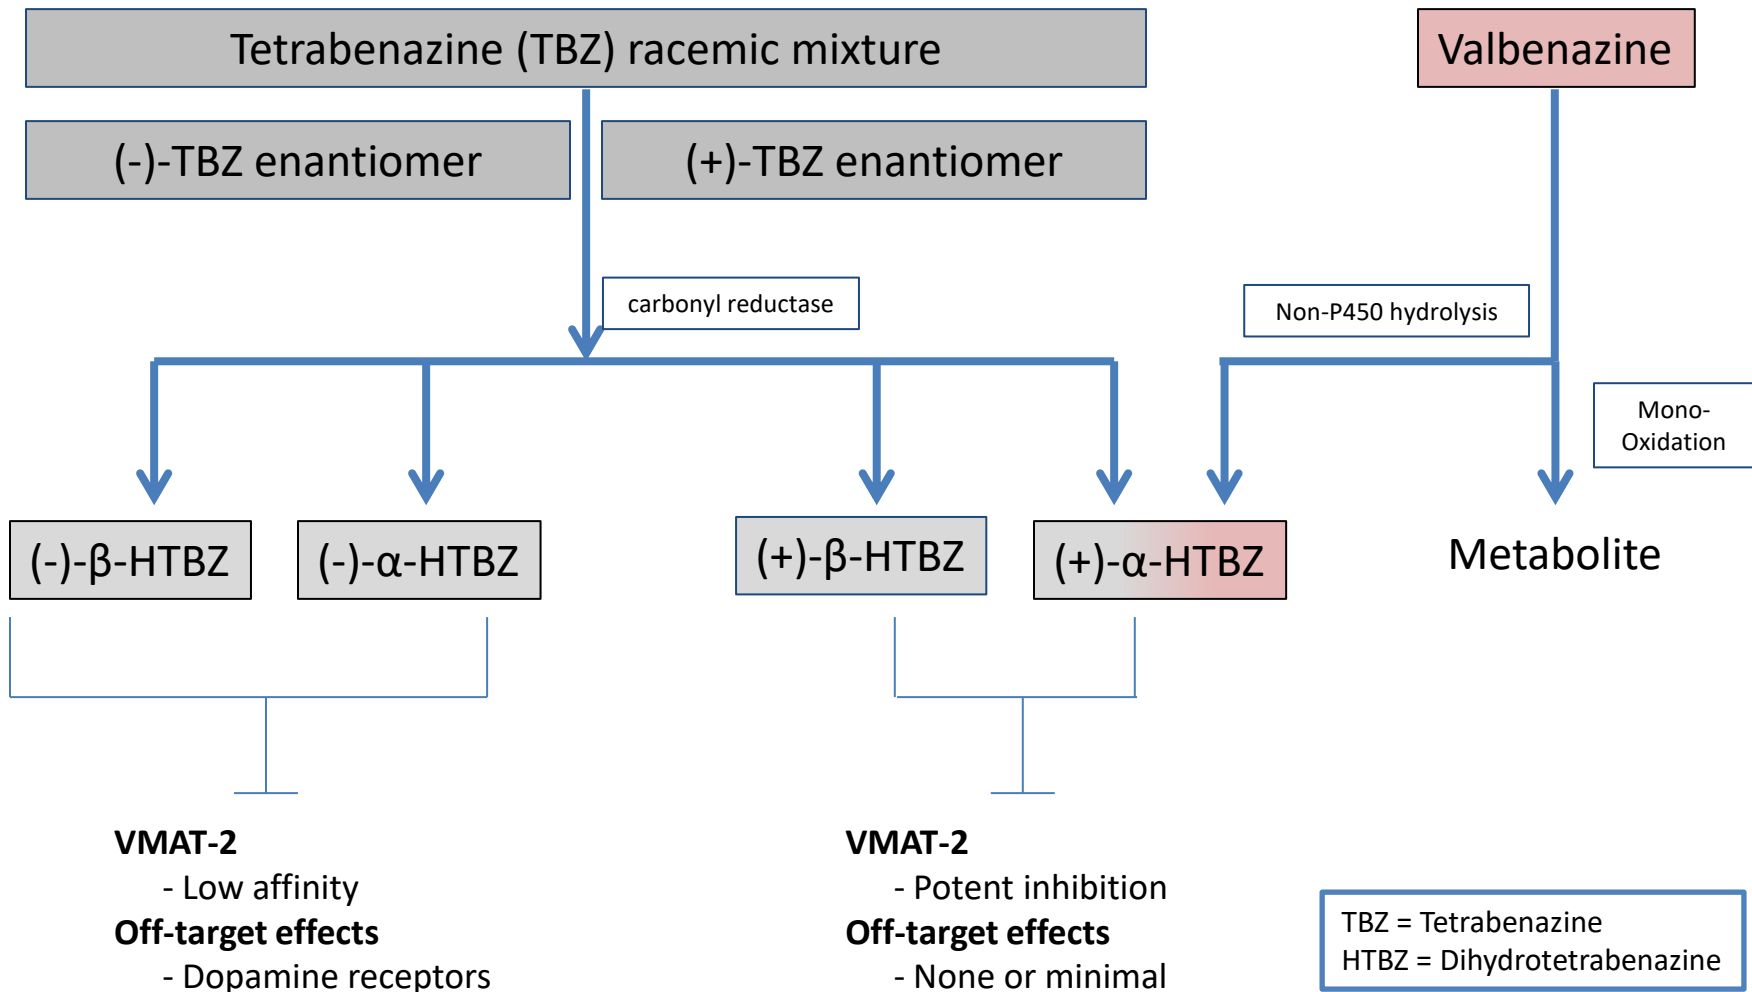 Tetrabenazine (TBZ) racemic mixture
Valbenazine
(-)-TBZ enantiomer
(+)-TBZ enantiomer
carbonyl reductase
Non-P450 hydrolysis
Mono-
Oxidation
(-)-β-HTBZ
(-)-α-HTBZ
(+)-β-HTBZ
(+)-α-HTBZ
Metabolite
VMAT-2
- Low affinity
Off-target effects
- Dopamine receptors
VMAT-2
- Potent inhibition
Off-target effects
- None or minimal
TBZ = Tetrabenazine
HTBZ = Dihydrotetrabenazine